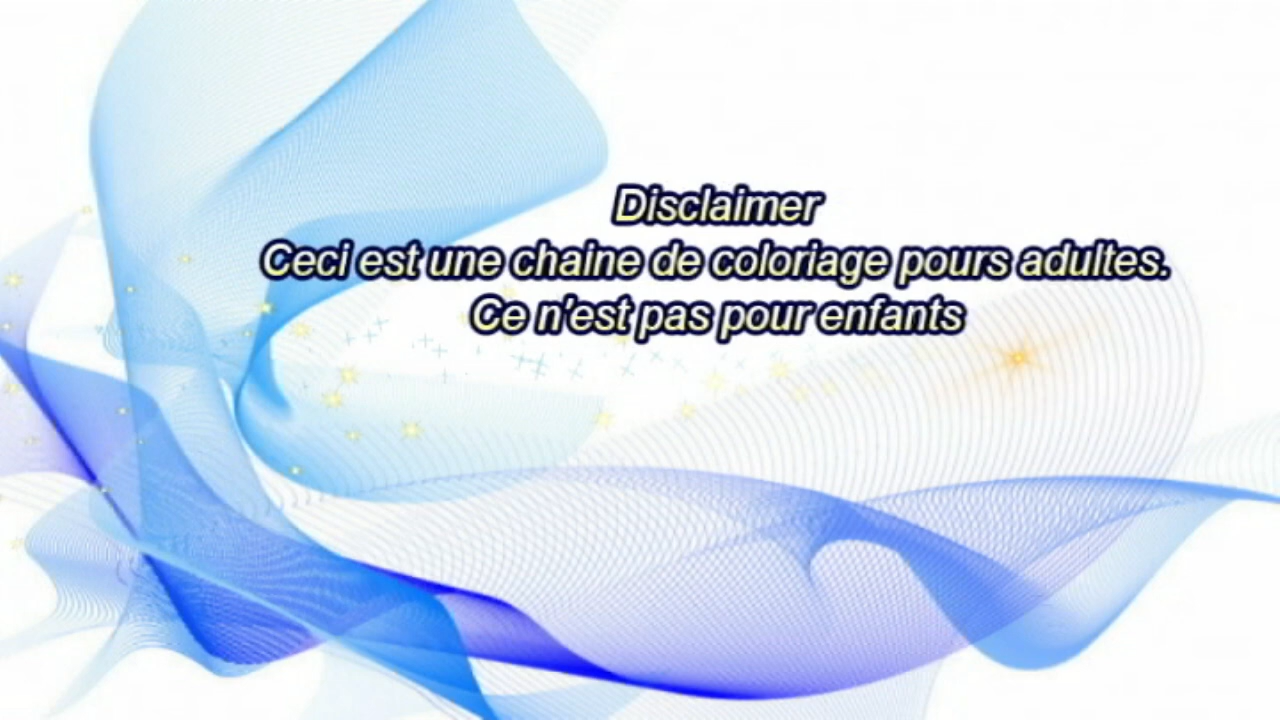 Disclaimer
Ceci est une chaine de coloriage pours adultes.
Ce n'est pas pour enfants